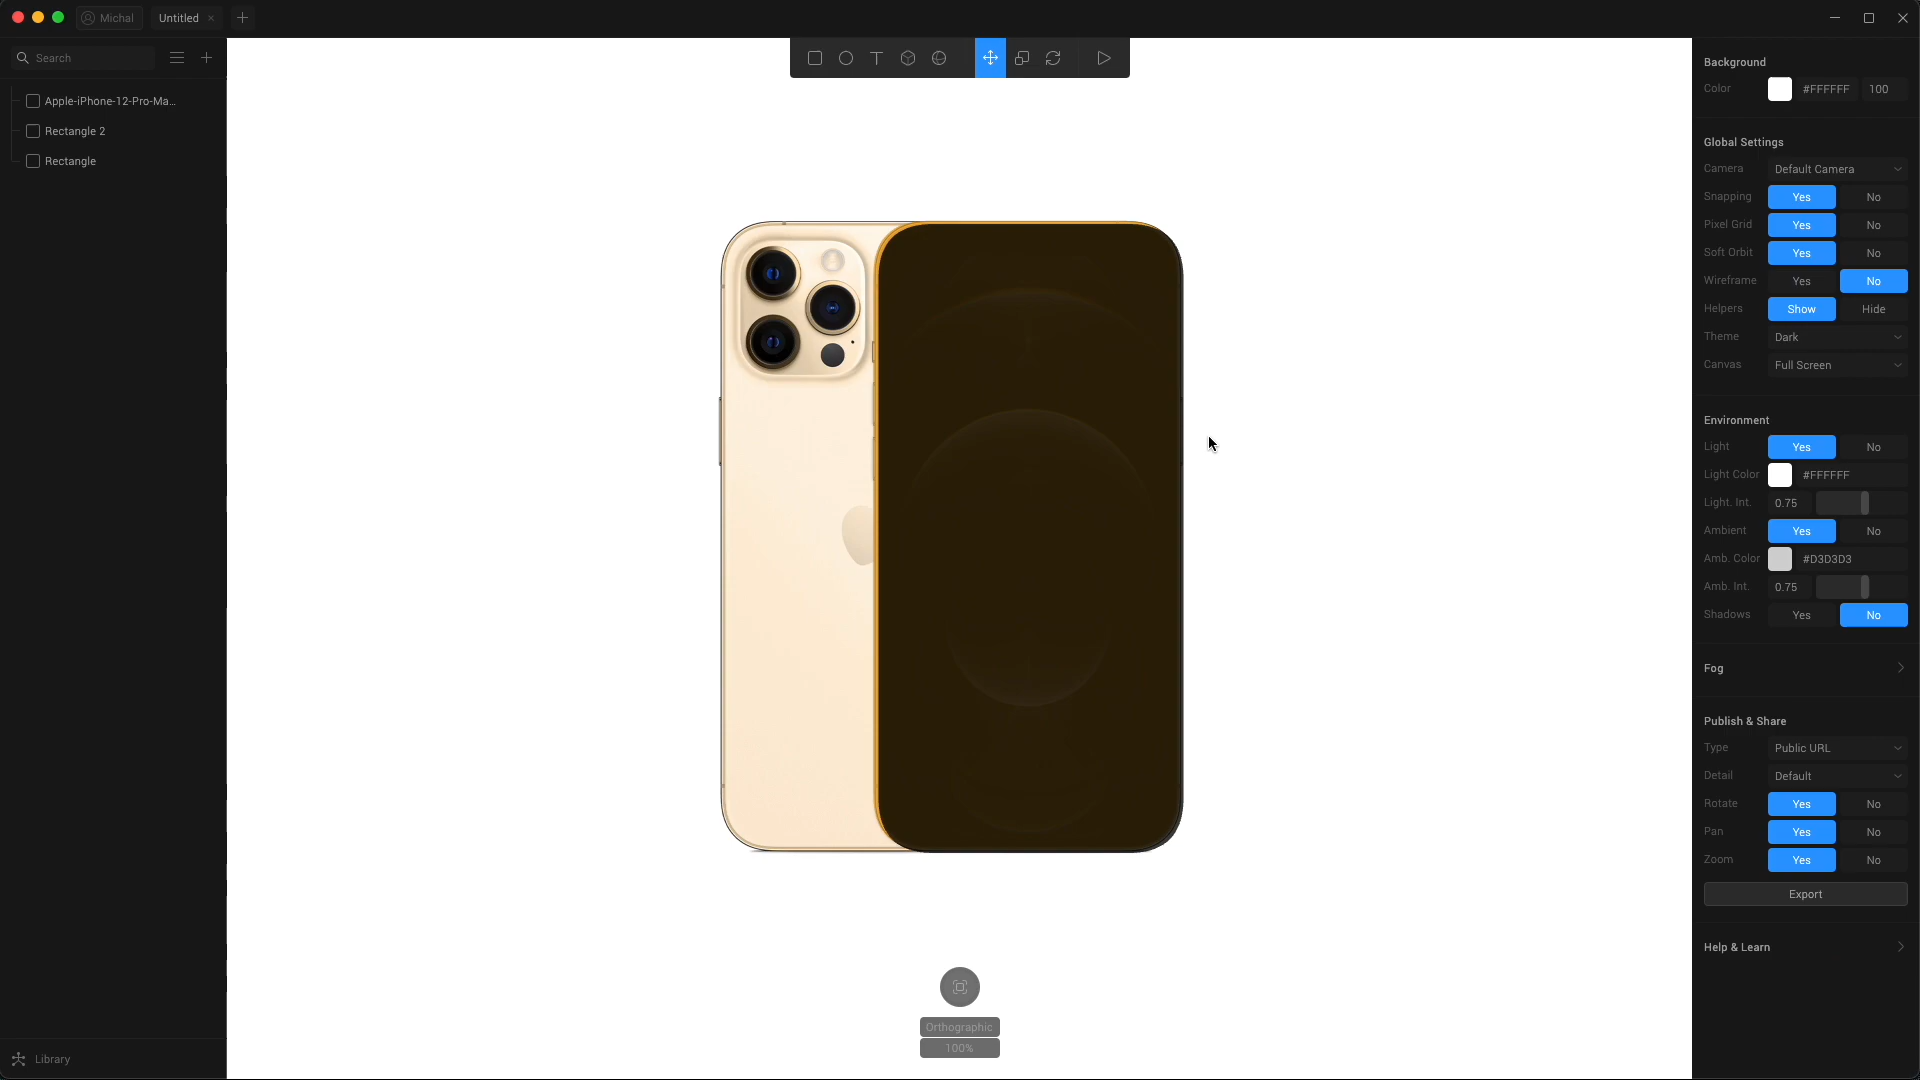 Michal
Untitled
Search
Apple-iPhone-12-Pro-Ma...
Rectangle 2
Rectangle
Library
Orthographic
100%
Background
Color #FFFFFF 100
Global Settings
Camera Default Camera
Snapping Yes No
Pixel Grid Yes No
Soft Orbit Yes No
Wireframe Yes No
Helpers Show Hide
Theme Dark
Canvas Full Screen
Environment
Light Yes No
Light Color #FFFFFF
Light. Int. 0.75
Ambient Yes No
Amb. Color #D3D3D3
Amb. Int. 0.75
Shadows Yes No
Fog
Publish & Share
Type Public URL
Detail Default
Rotate Yes No
Pan Yes No
Zoom Yes No
Export
Help & Learn